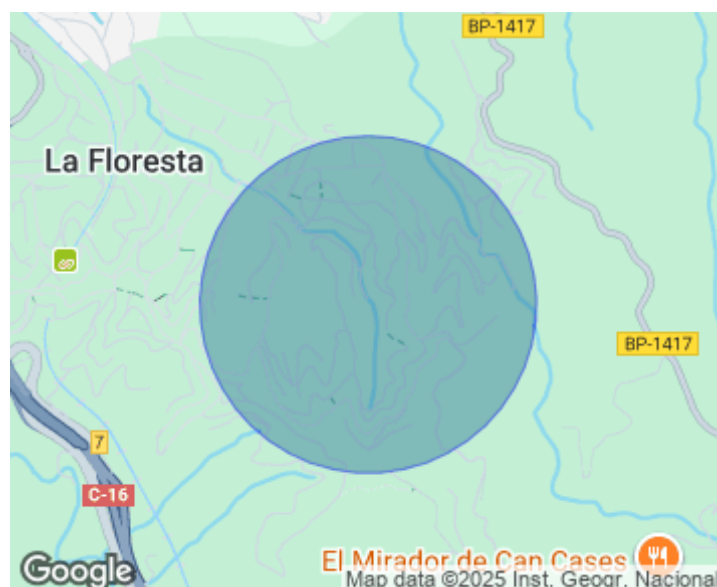 BP-1417
La Floresta
BP-1417
7
C-16
El Mirador de Can Cases
Google
Map data ©2025 Inst. Geogr. Nacional